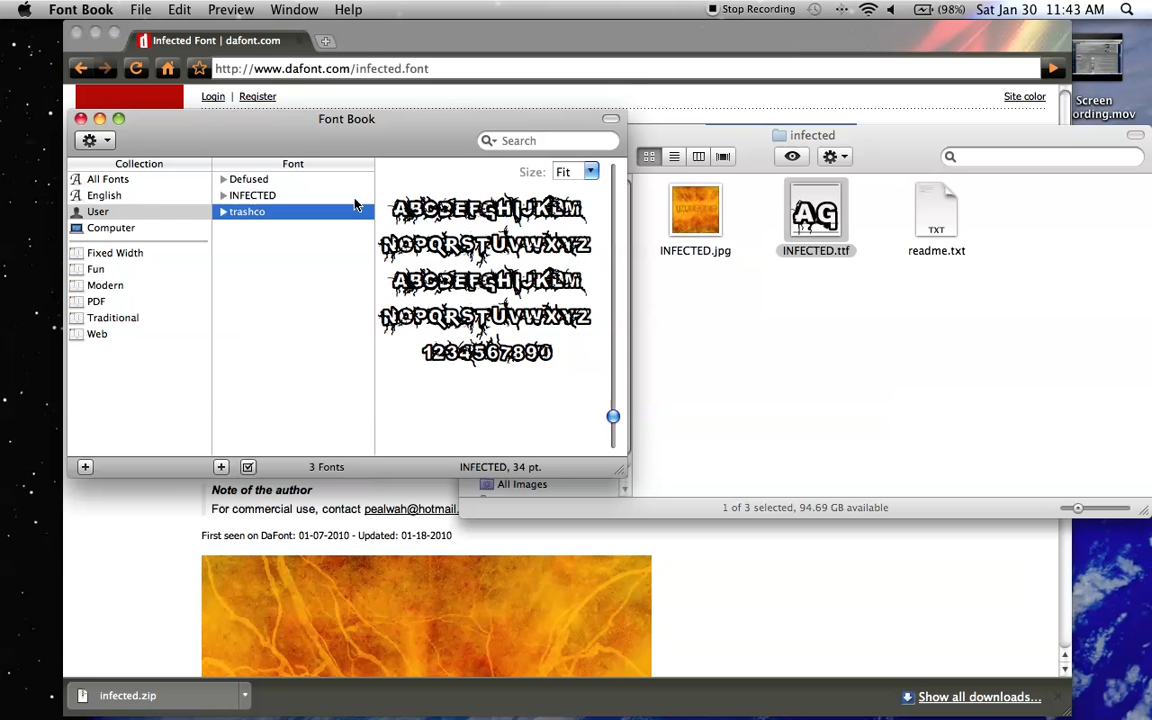 Font Book File Edit Preview Window Help Stop Recording (98%) Sat Jan 30 11:43 AM
Infected Font | dafont.com
http://www.dafont.com/infected.font
Login | Register Site color
Screen
ording.mov
Font Book
Search
infected
Collection Font
Size: Fit
All Fonts
English
User
Computer
Fixed Width
Fun
Modern
PDF
Traditional
Web
Defused
INFECTED
trashco
ABCDEFGHIJKLM
NOPQRSTUVWXYZ
ABCDEFGHIJKLM
NOPQRSTUVWXYZ
1234567890
3 Fonts INFECTED, 34 pt.
AG
TXT
INFECTED.jpg INFECTED.ttf readme.txt
All Images
1 of 3 selected, 94.69 GB available
Note of the author
For commercial use, contact pealwah@hotmail.
First seen on DaFont: 01-07-2010 - Updated: 01-18-2010
infected.zip
Show all downloads...